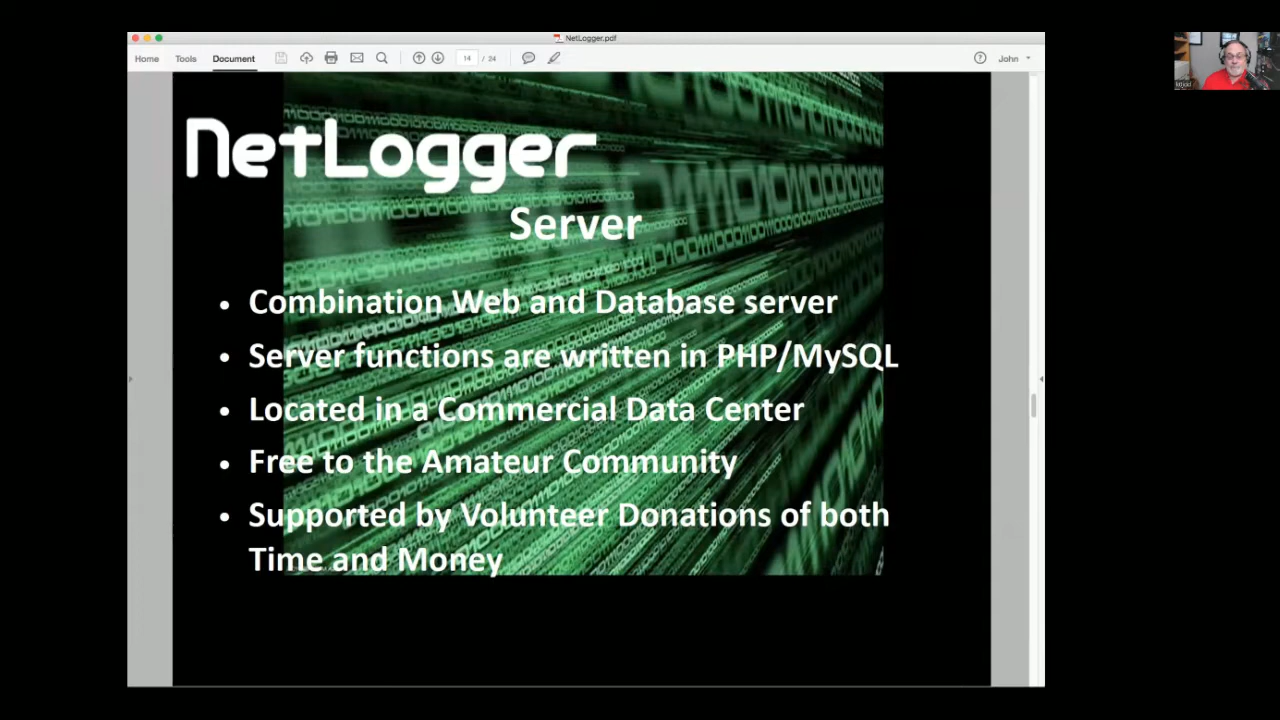 NetLogger.pdf
Home Tools Document 14 / 24 John
NetLogger
Server
• Combination Web and Database server
• Server functions are written in PHP/MySQL
• Located in a Commercial Data Center
• Free to the Amateur Community
• Supported by Volunteer Donations of both
Time and Money